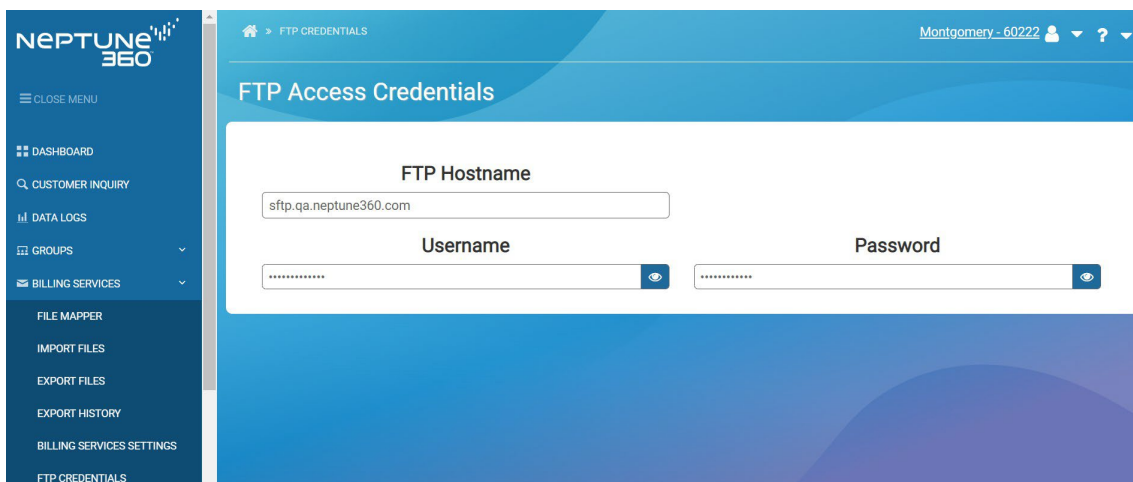 NEPTUNE
360
CLOSE MENU
DASHBOARD
CUSTOMER INQUIRY
DATA LOGS
GROUPS
BILLING SERVICES
FILE MAPPER
IMPORT FILES
EXPORT FILES
EXPORT HISTORY
BILLING SERVICES SETTINGS
FTP CREDENTIALS
» FTP CREDENTIALS
Montgomery - 60222 ?
FTP Access Credentials
FTP Hostname
sftp.qa.neptune360.com
Username Password
••••••••••••• ••••••••••••